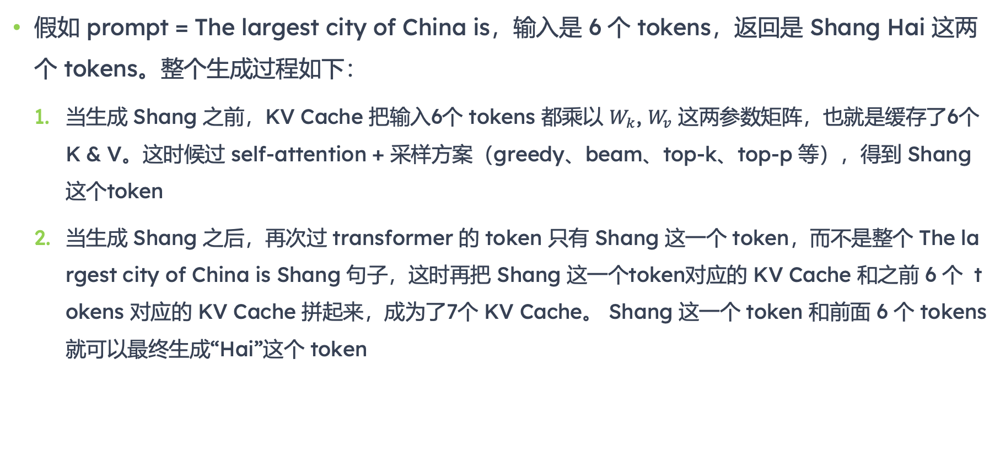 • 假如 prompt = The largest city of China is，输入是 6 个 tokens，返回是 Shang Hai 这两
个 tokens。整个生成过程如下：
1. 当生成 Shang 之前，KV Cache 把输入6个 tokens 都乘以 W_k, W_v 这两参数矩阵，也就是缓存了6个
K & V。这时候过 self-attention + 采样方案（greedy、beam、top-k、top-p 等），得到 Shang
这个token
2. 当生成 Shang 之后，再次过 transformer 的 token 只有 Shang 这一个 token，而不是整个 The la
rgest city of China is Shang 句子，这时再把 Shang 这一个token对应的 KV Cache 和之前 6 个 t
okens 对应的 KV Cache 拼起来，成为了7个 KV Cache。 Shang 这一个 token 和前面 6 个 tokens
就可以最终生成“Hai”这个 token